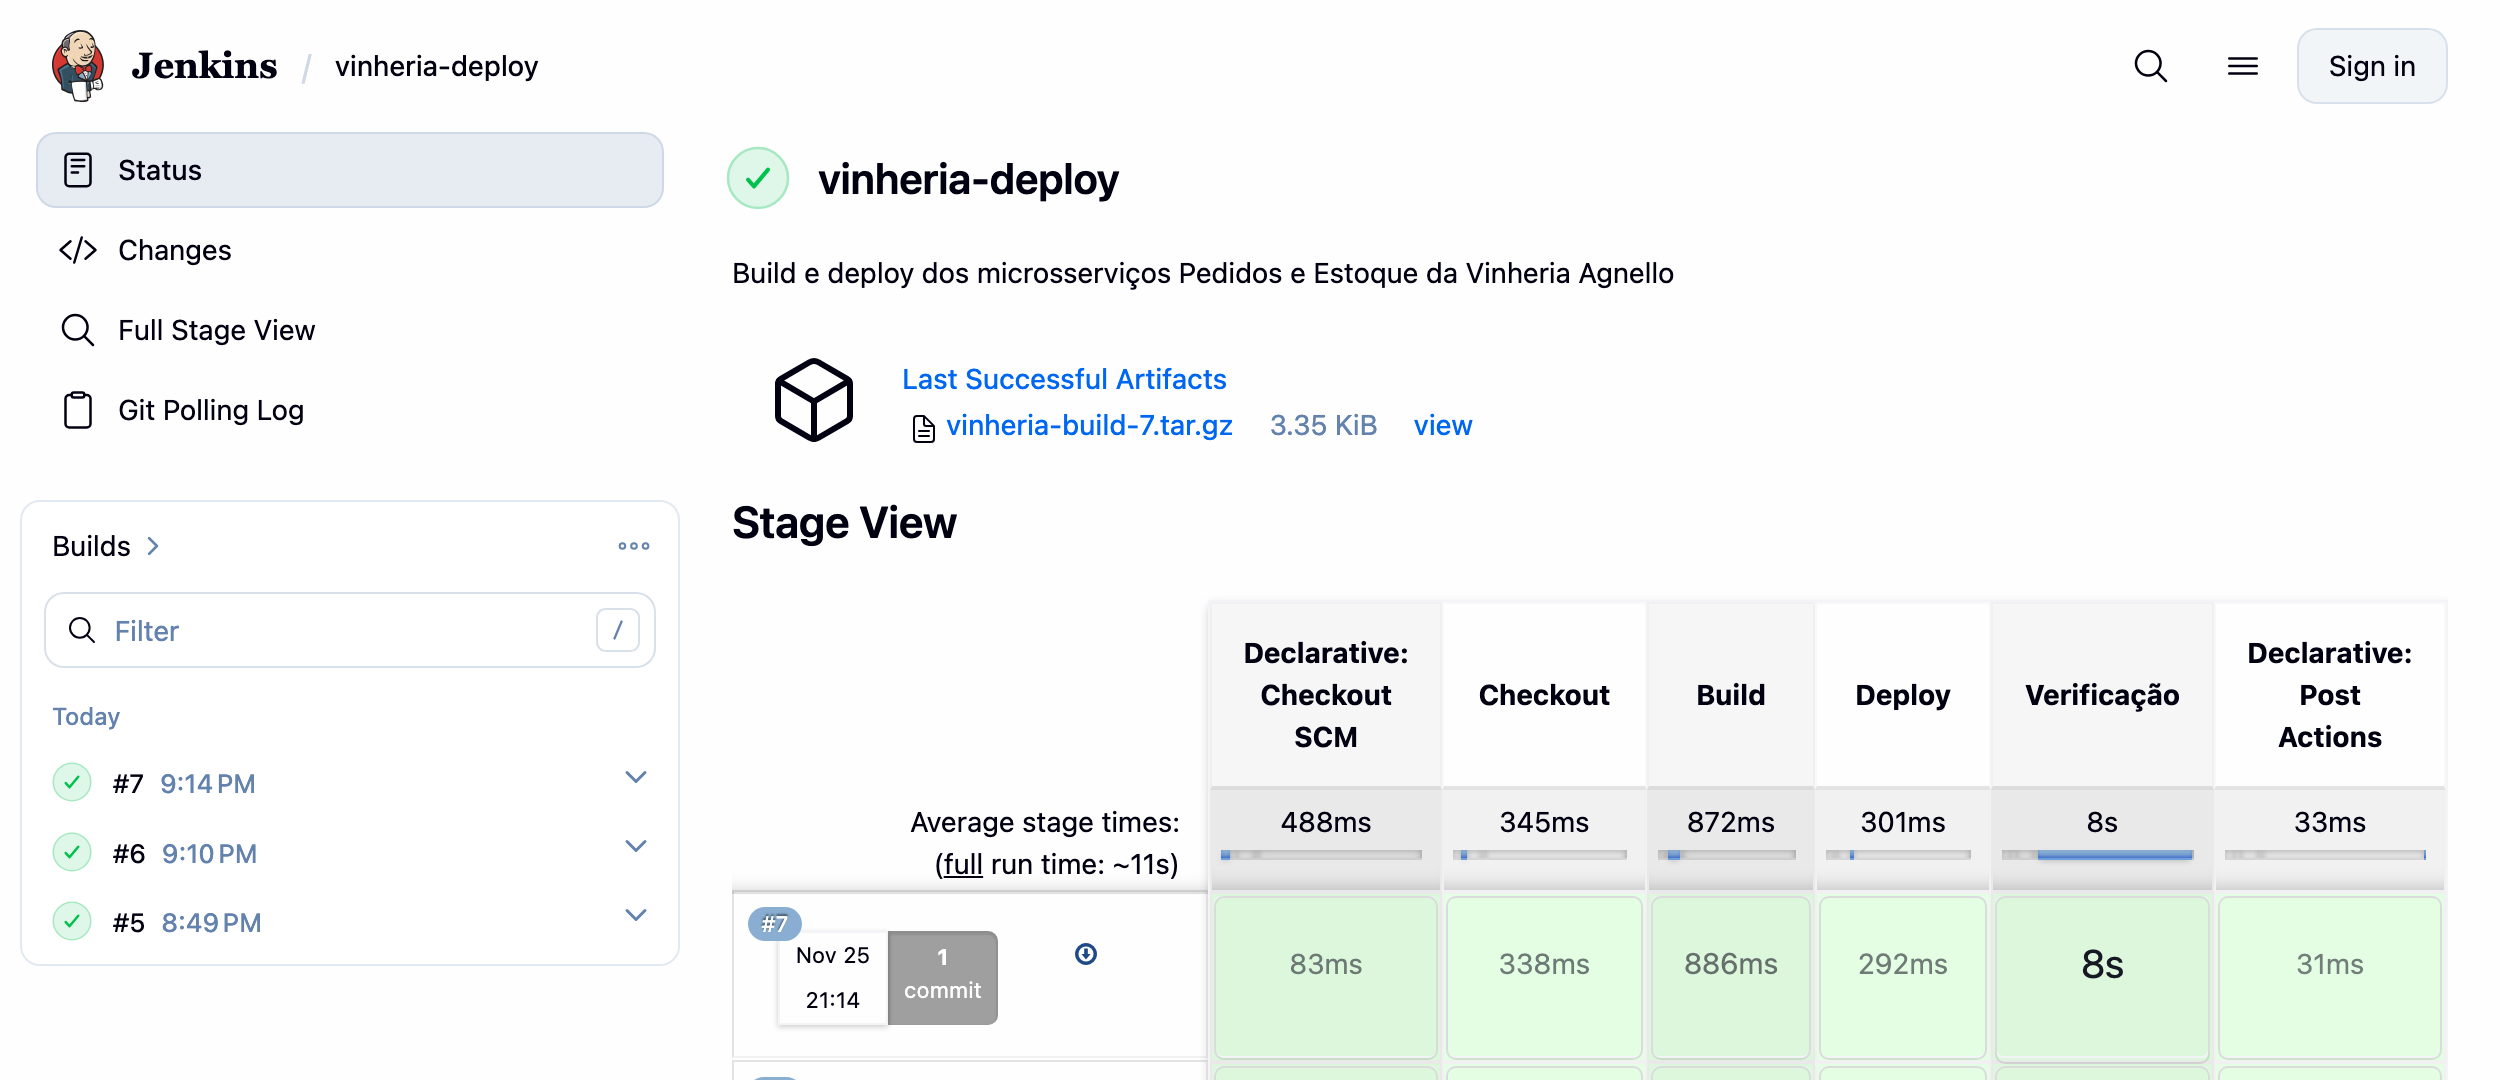 Jenkins / vinheria-deploy
Sign in
Status
Changes
Full Stage View
Git Polling Log
Builds
Filter /
Today
#7 9:14 PM
#6 9:10 PM
#5 8:49 PM
vinheria-deploy
Build e deploy dos microsserviços Pedidos e Estoque da Vinheria Agnello
Last Successful Artifacts
vinheria-build-7.tar.gz 3.35 KiB view
Stage View
Declarative: Checkout SCM
Checkout
Build
Deploy
Verificação
Declarative: Post Actions
Average stage times:
(full run time: ~11s)
488ms 345ms 872ms 301ms 8s 33ms
#7
Nov 25
21:14
1
commit
83ms 338ms 886ms 292ms 8s 31ms